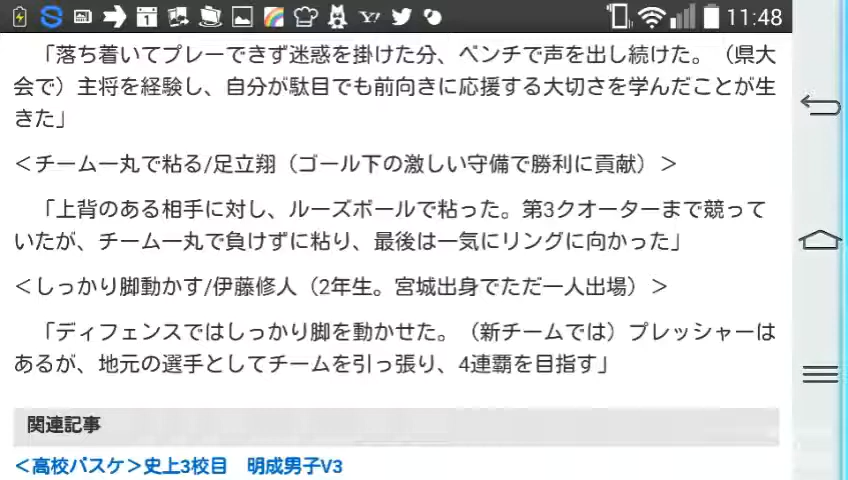 11:48
「落ち着いてプレーできず迷惑を掛けた分、ベンチで声を出し続けた。（県大
会で）主将を経験し、自分が駄目でも前向きに応援する大切さを学んだことが生
きた」
＜チーム一丸で粘る/足立翔（ゴール下の激しい守備で勝利に貢献）＞
「上背のある相手に対し、ルーズボールで粘った。第3クオーターまで競って
いたが、チーム一丸で負けずに粘り、最後は一気にリングに向かった」
＜しっかり脚動かす/伊藤修人（2年生。宮城出身でただ一人出場）＞
「ディフェンスではしっかり脚を動かせた。（新チームでは）プレッシャーは
あるが、地元の選手としてチームを引っ張り、4連覇を目指す」
関連記事
＜高校バスケ＞史上3校目　明成男子V3